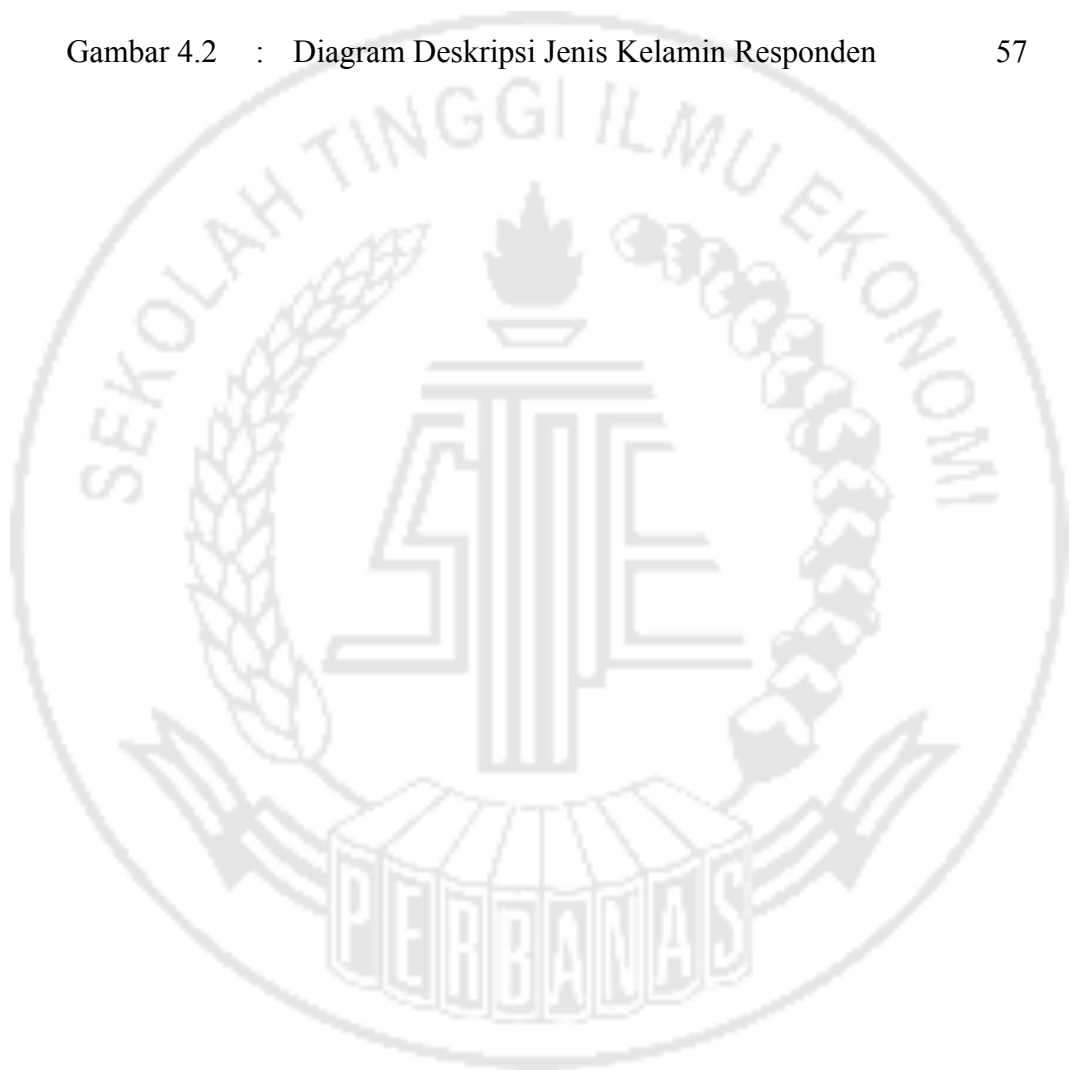 Gambar 4.2 : Diagram Deskripsi Jenis Kelamin Responden 57
SEKOLAH TINGGI ILMU EKONOMI
STIE
PERBANAS